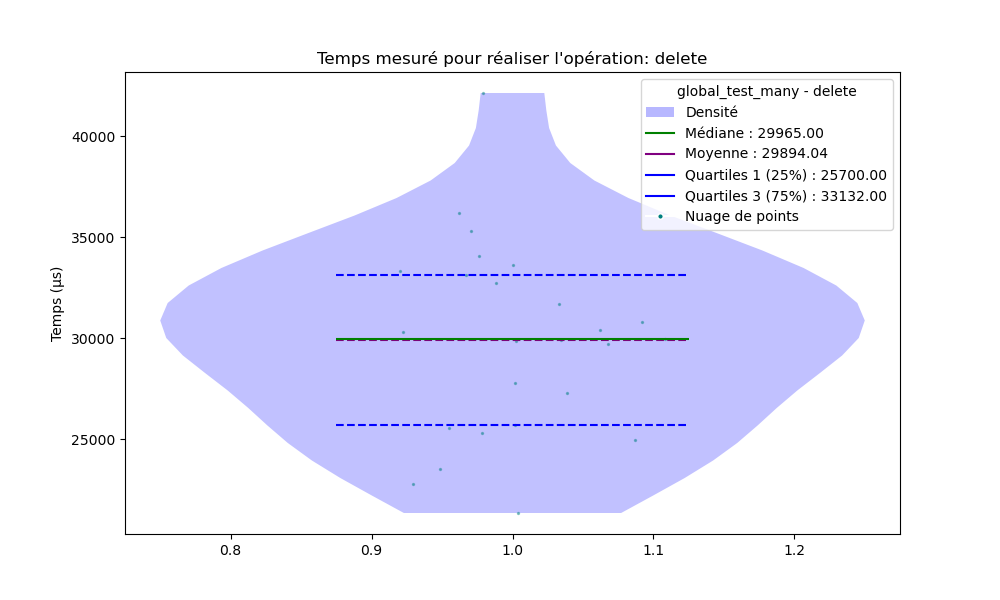 Temps mesuré pour réaliser l'opération: delete
global_test_many - delete
Densité
Médiane : 29965.00
Moyenne : 29894.04
Quartiles 1 (25%) : 25700.00
Quartiles 3 (75%) : 33132.00
Nuage de points
Temps (µs)
40000
35000
30000
25000
0.8 0.9 1.0 1.1 1.2